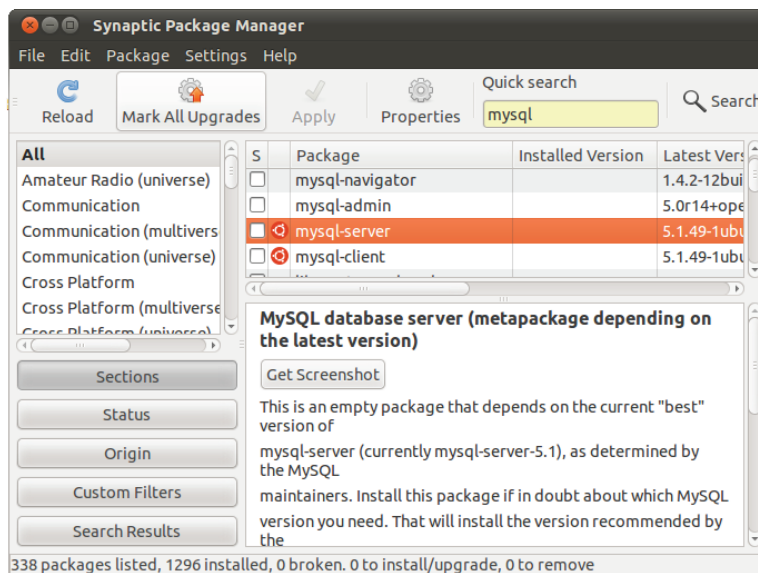 Synaptic Package Manager
File Edit Package Settings Help
Reload
Mark All Upgrades
Apply
Properties
Quick search
mysql
Search
All
Amateur Radio (universe)
Communication
Communication (multivers
Communication (universe)
Cross Platform
Cross Platform (multiverse
Cross Platform (universe)
S Package Installed Version Latest Vers
mysql-navigator 1.4.2-12bui
mysql-admin 5.0r14+ope
mysql-server 5.1.49-1ubu
mysql-client 5.1.49-1ubu
MySQL database server (metapackage depending on
the latest version)
Get Screenshot
This is an empty package that depends on the current "best"
version of
mysql-server (currently mysql-server-5.1), as determined by
the MySQL
maintainers. Install this package if in doubt about which MySQL
version you need. That will install the version recommended by
the
Sections
Status
Origin
Custom Filters
Search Results
338 packages listed, 1296 installed, 0 broken. 0 to install/upgrade, 0 to remove